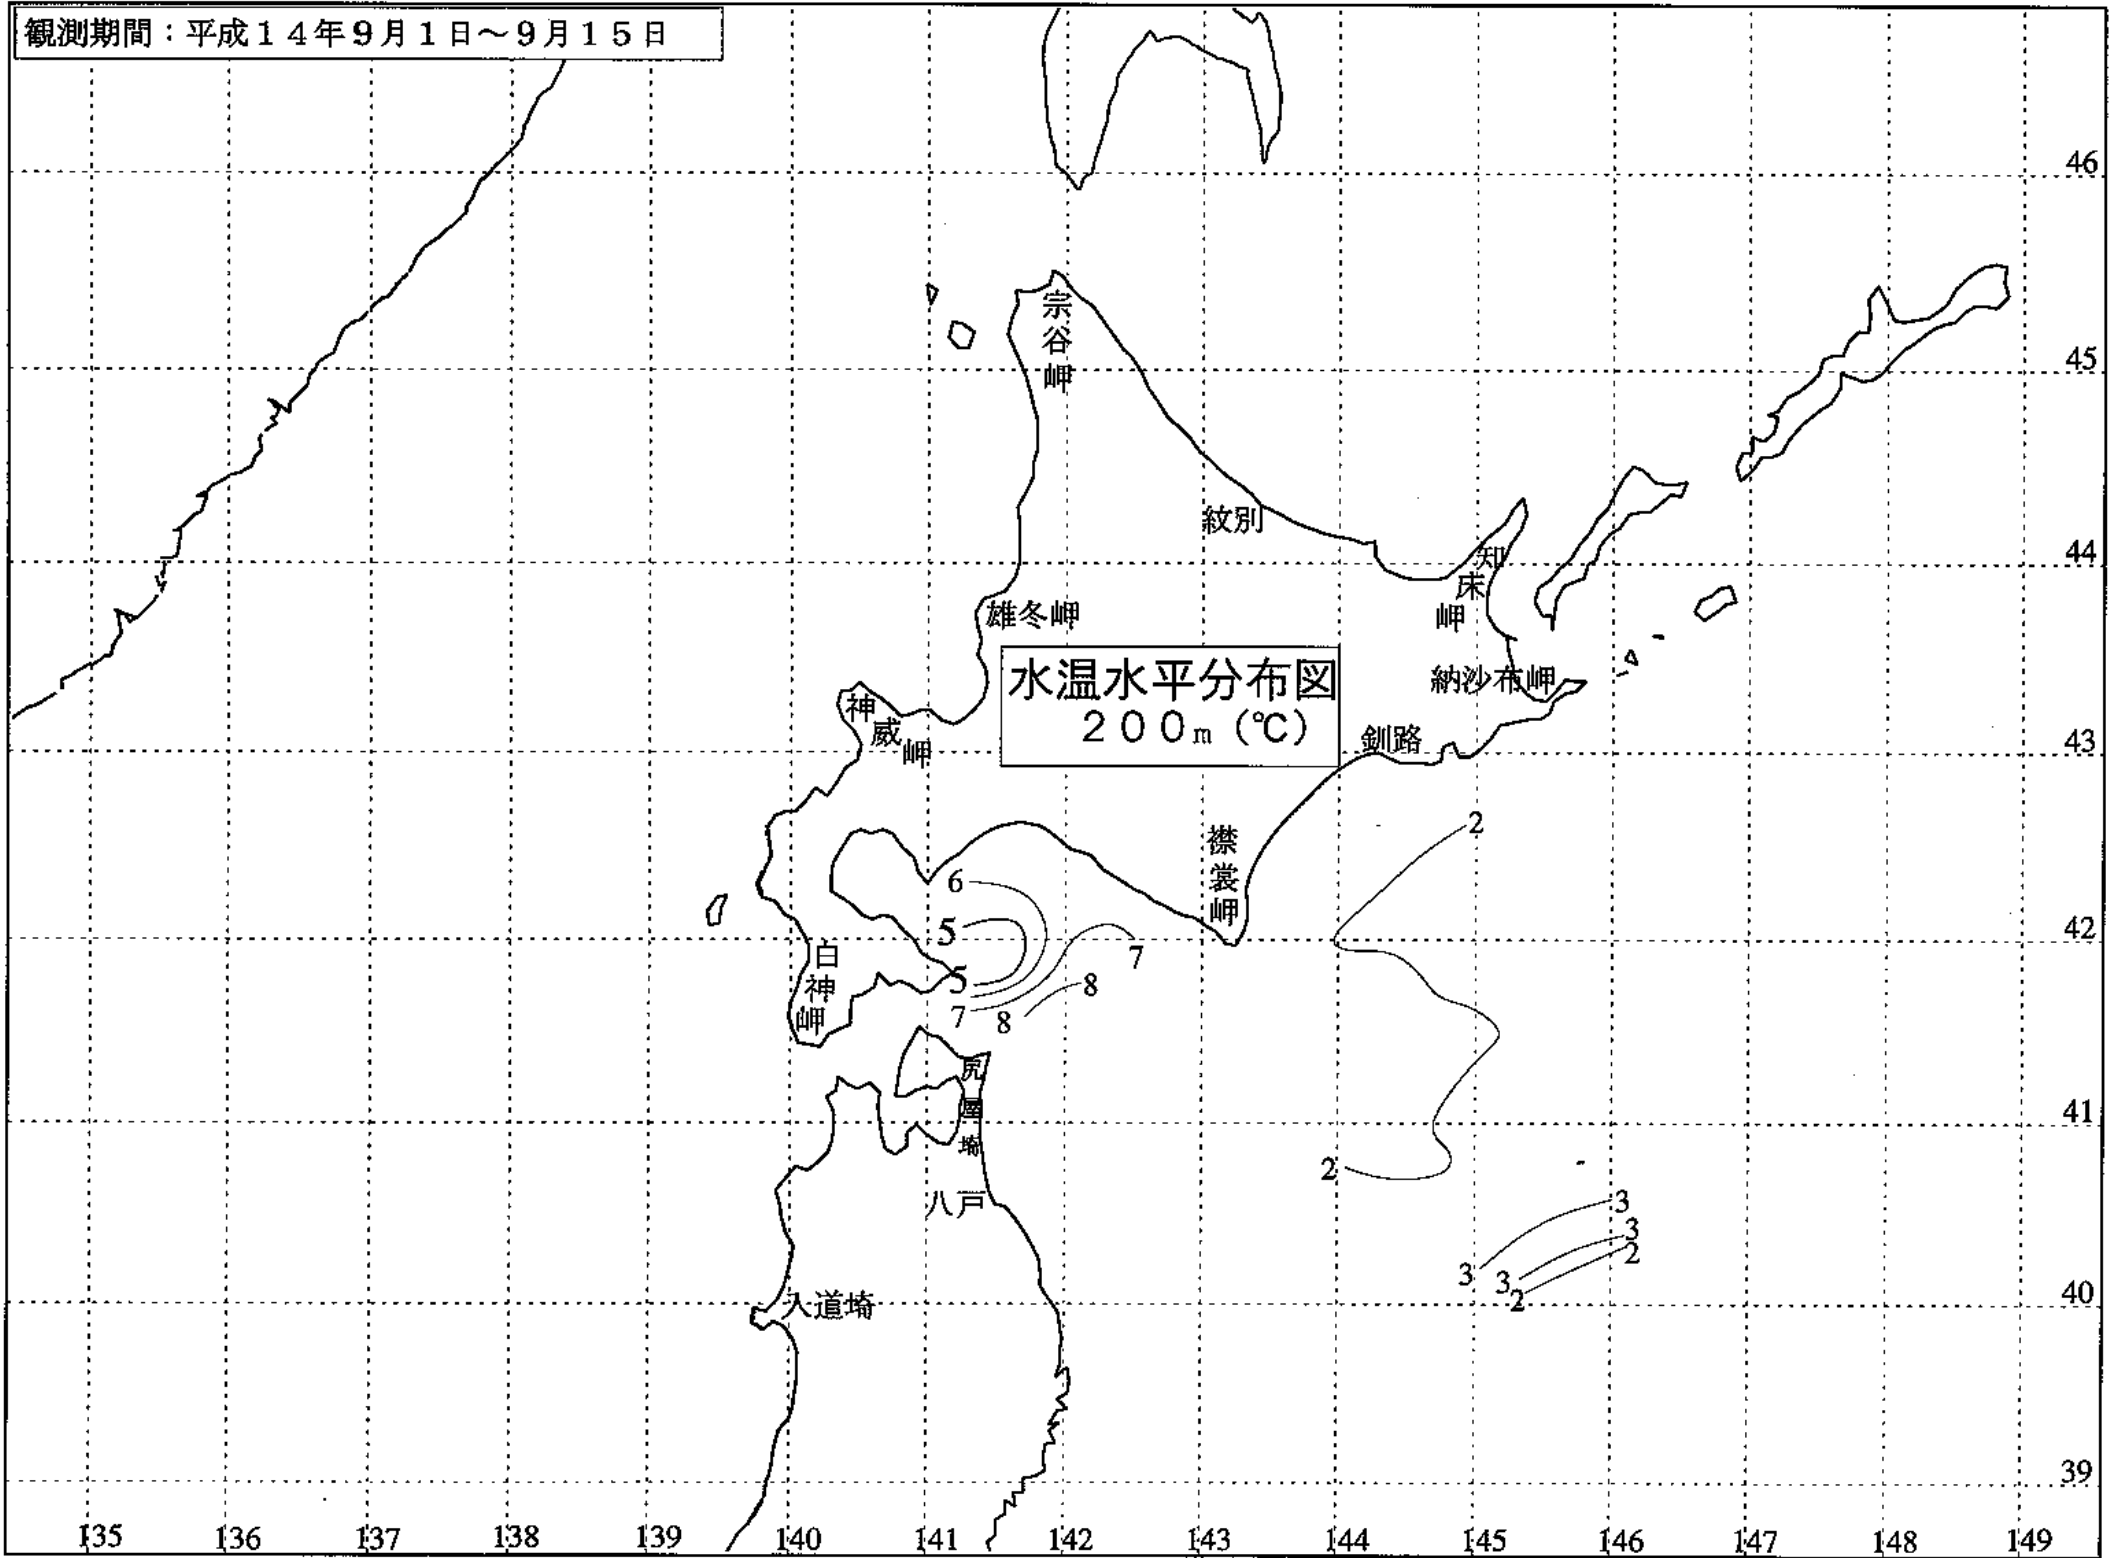 観測期間：平成１４年９月１日～９月１５日
46
宗谷岬
45
紋別
44
知床岬
雄冬岬
水温水平分布図
２００ｍ（℃）
納沙布岬
神威岬
釧路
43
2
襟裳岬
6
5
42
7
白神岬
5
8
7
8
尻屋埼
41
2
八戸
3
3
2
3
3
2
入道埼
40
39
135 136 137 138 139 140 141 142 143 144 145 146 147 148 149